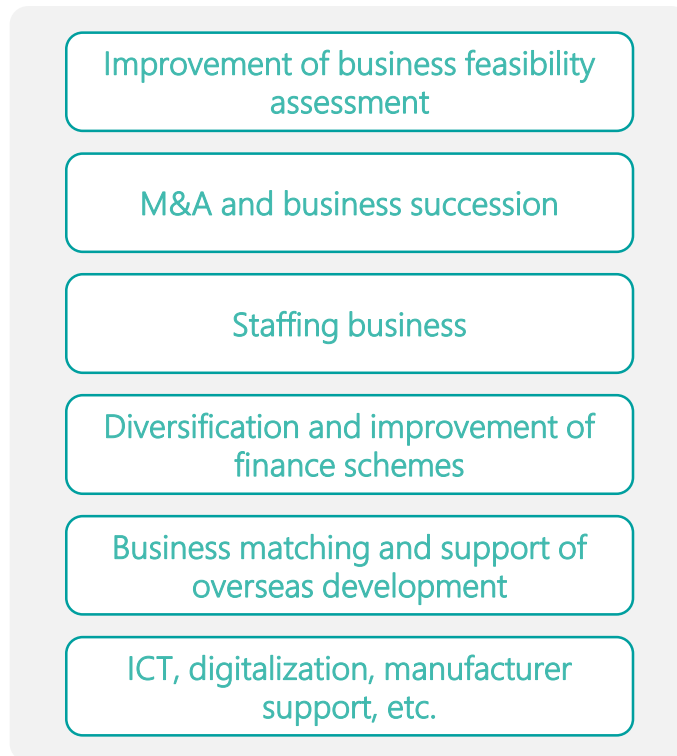 Improvement of business feasibility
assessment
M&A and business succession
Staffing business
Diversification and improvement of
finance schemes
Business matching and support of
overseas development
ICT, digitalization, manufacturer
support, etc.